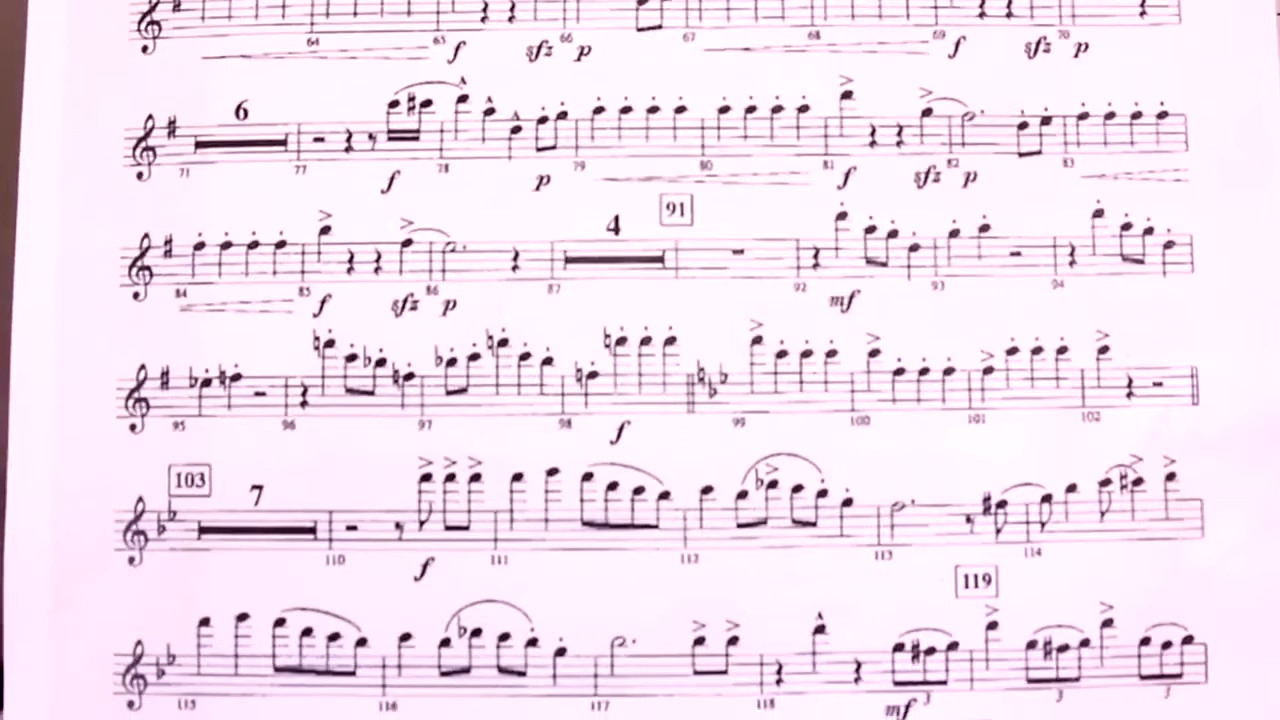 64 65 66 67 68 69 70
f sfz p f sfz p
6
71 77 78 79 80 81 82 83
f p f sfz p
4 91
84 85 86 87 92 93 94
f sfz p mf
95 96 97 98 99 100 101 102
f
103 7
110 111 112 113 114
f
119
3 3 3
115 116 117 118
mf